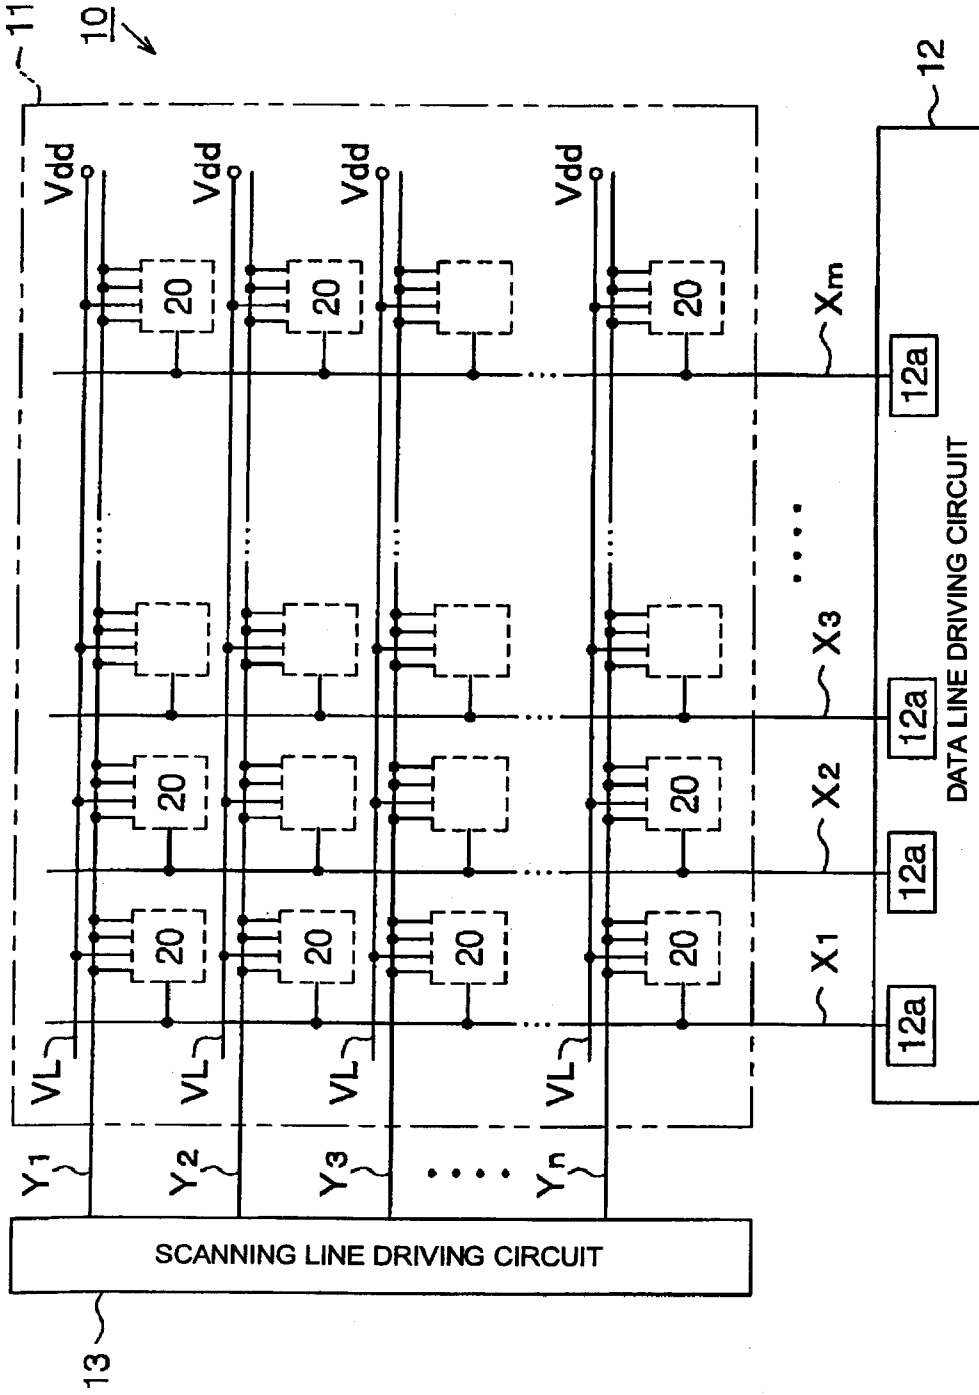 11
10
Vdd
Vdd
Vdd
Vdd
20
20
20
20
20
20
20
20
20
20
VL
VL
VL
VL
Y1
Y2
Y3
....
Yn
SCANNING LINE DRIVING CIRCUIT
13
X1
X2
X3
....
Xm
12
12a
12a
12a
12a
DATA LINE DRIVING CIRCUIT